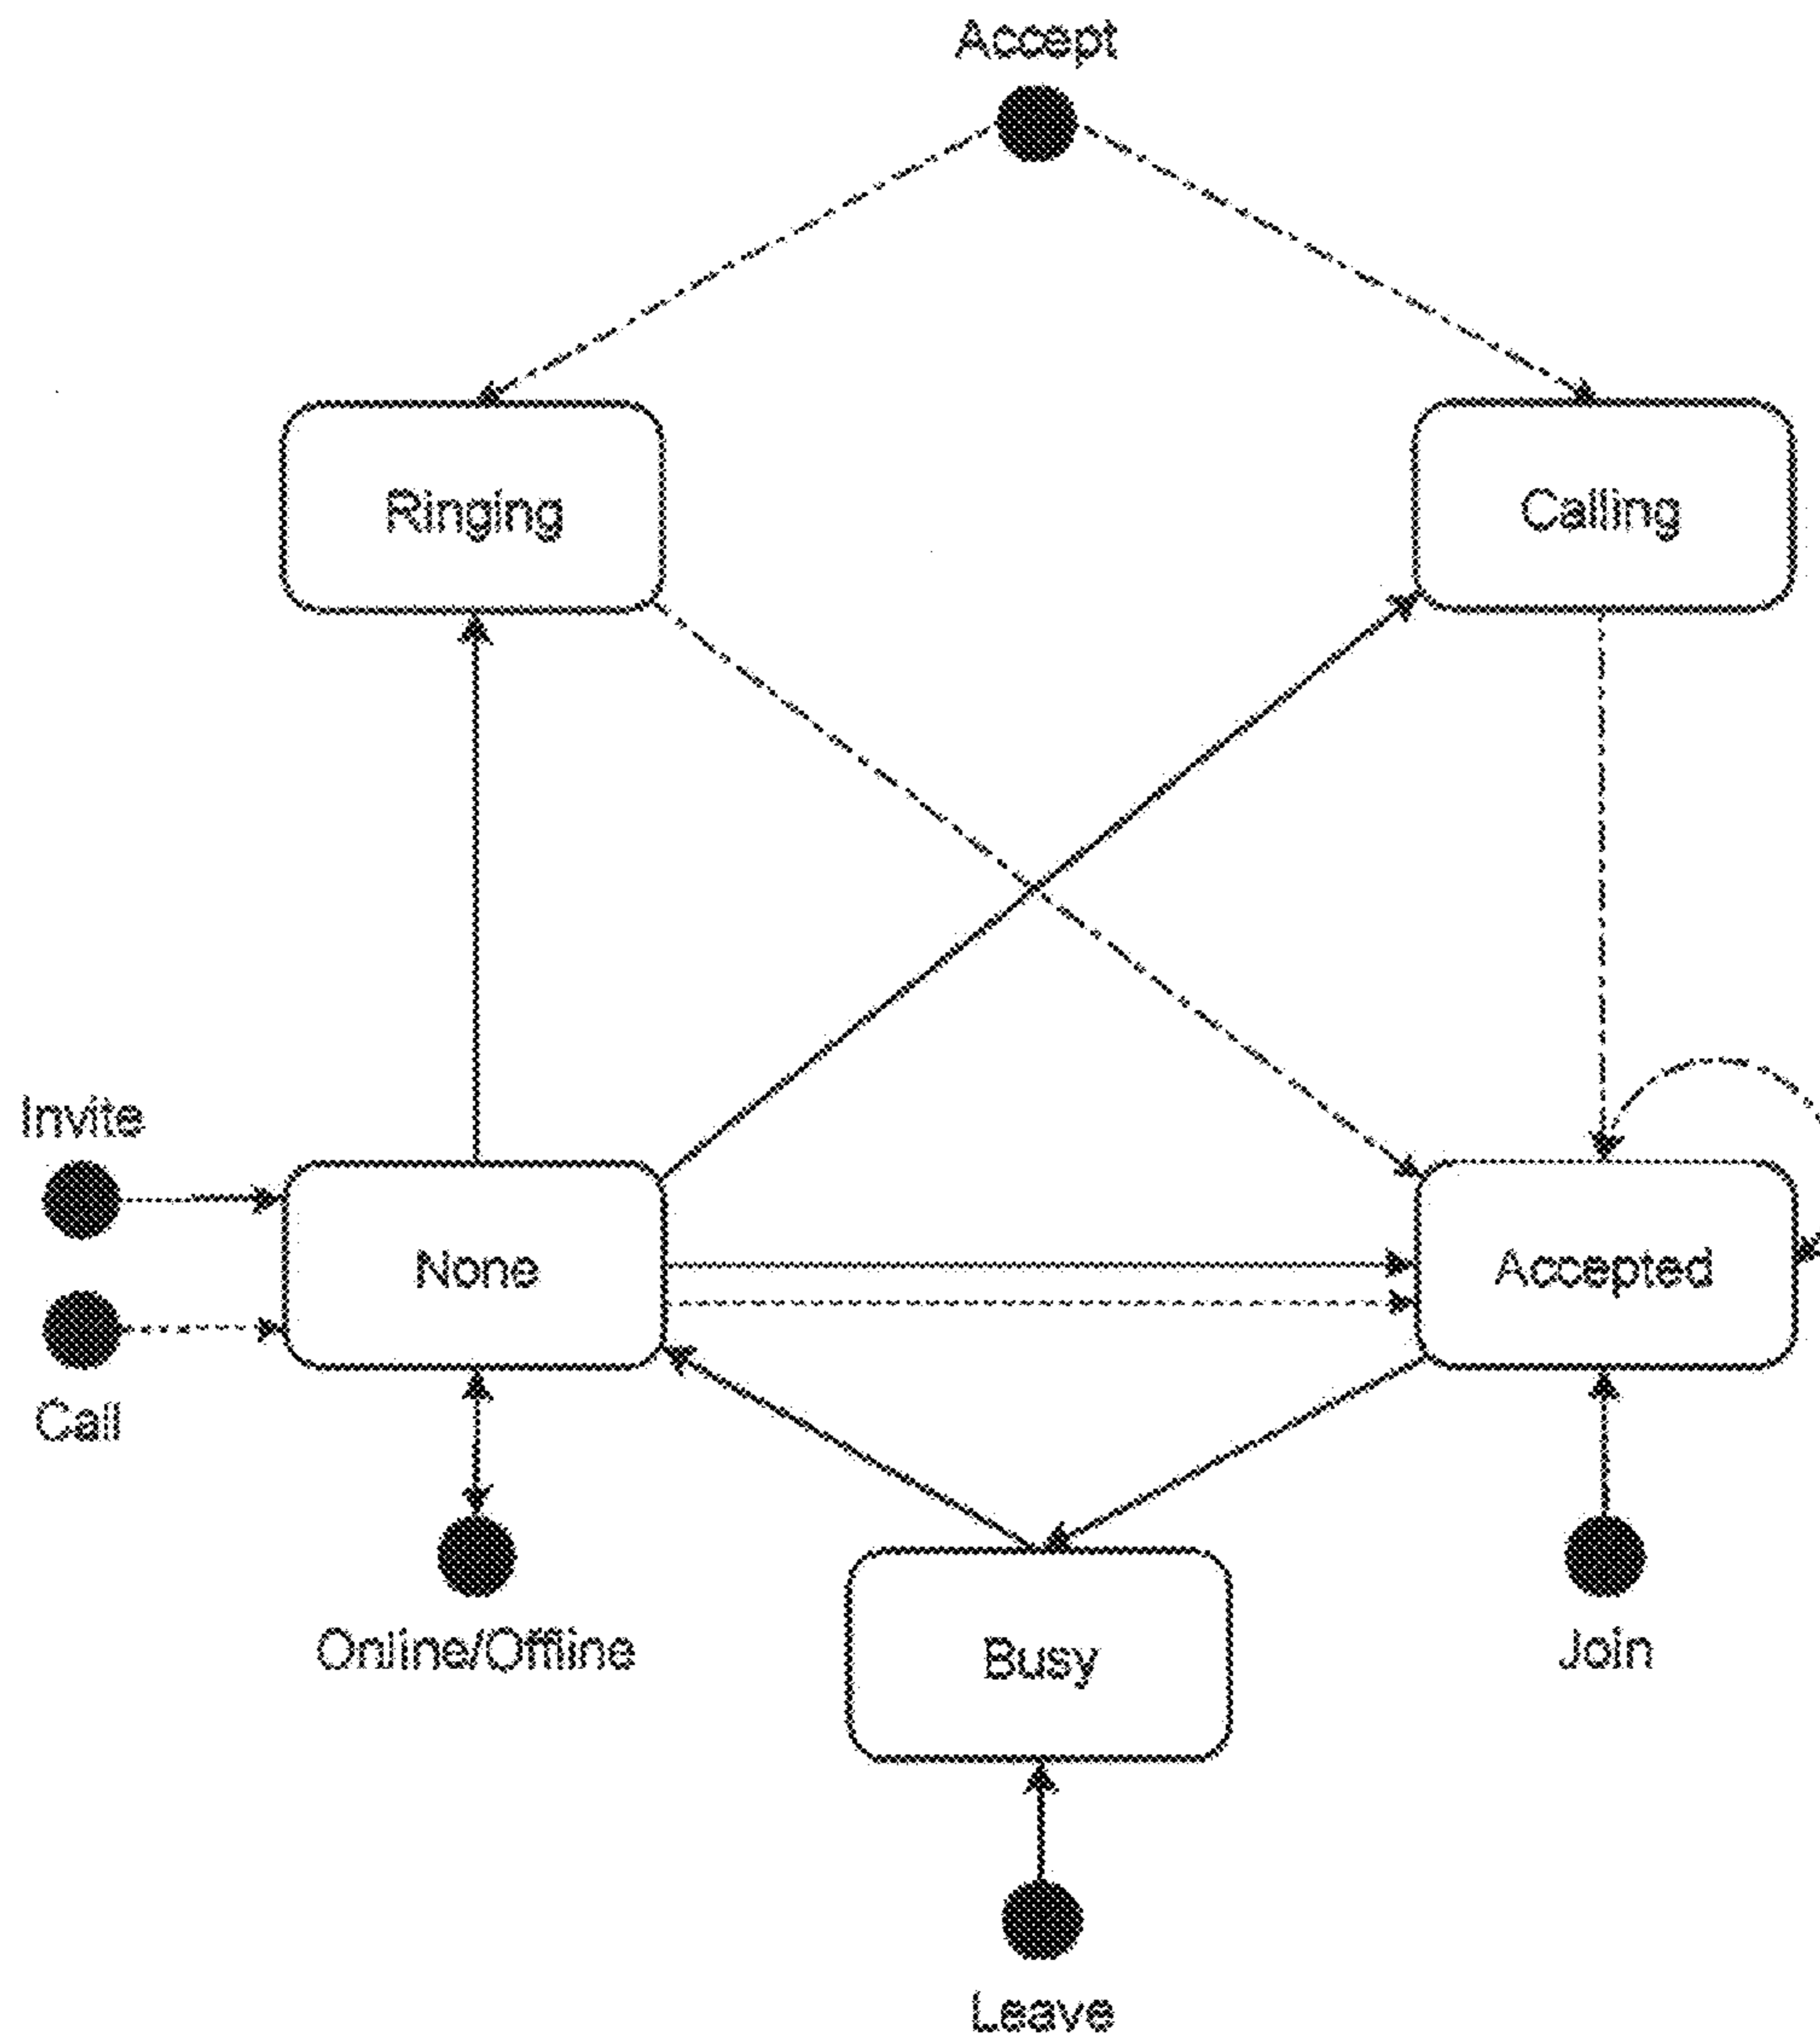 Accept
Ringing
Calling
Invite
None
Accepted
Call
Online/Offline
Busy
Join
Leave